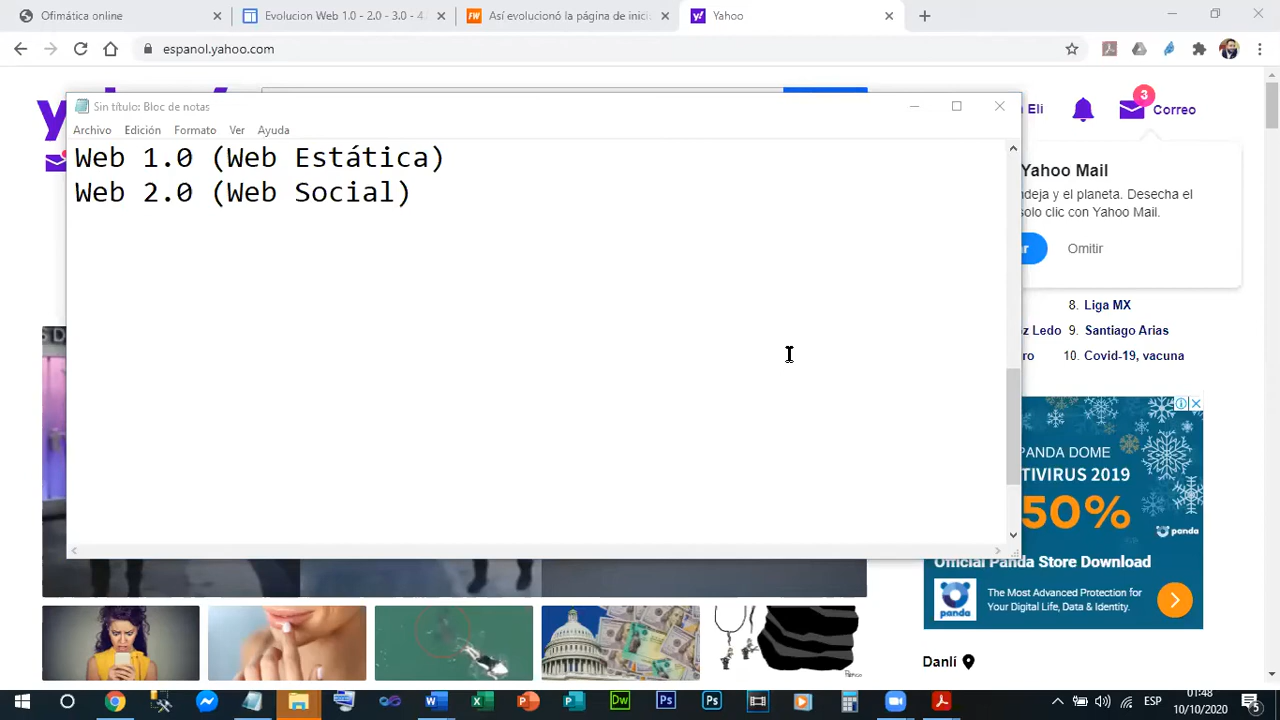 Ofimática online
Evolucion Web 1.0 - 2.0 - 3.0 - 4
Así evolucionó la página de inici
Yahoo
espanol.yahoo.com
Sin título: Bloc de notas
Archivo Edición Formato Ver Ayuda
Web 1.0 (Web Estática)
Web 2.0 (Web Social)
Eli
3
Correo
Yahoo Mail
ndeja y el planeta. Desecha el
solo clic con Yahoo Mail.
Omitir
8. Liga MX
z Ledo 9. Santiago Arias
ro 10. Covid-19, vacuna
PANDA DOME
NTIVIRUS 2019
50%
panda
Official Panda Store Download
panda
The Most Advanced Protection for
Your Digital Life, Data & Identity.
Danlí
ESP
01:48
10/10/2020
5